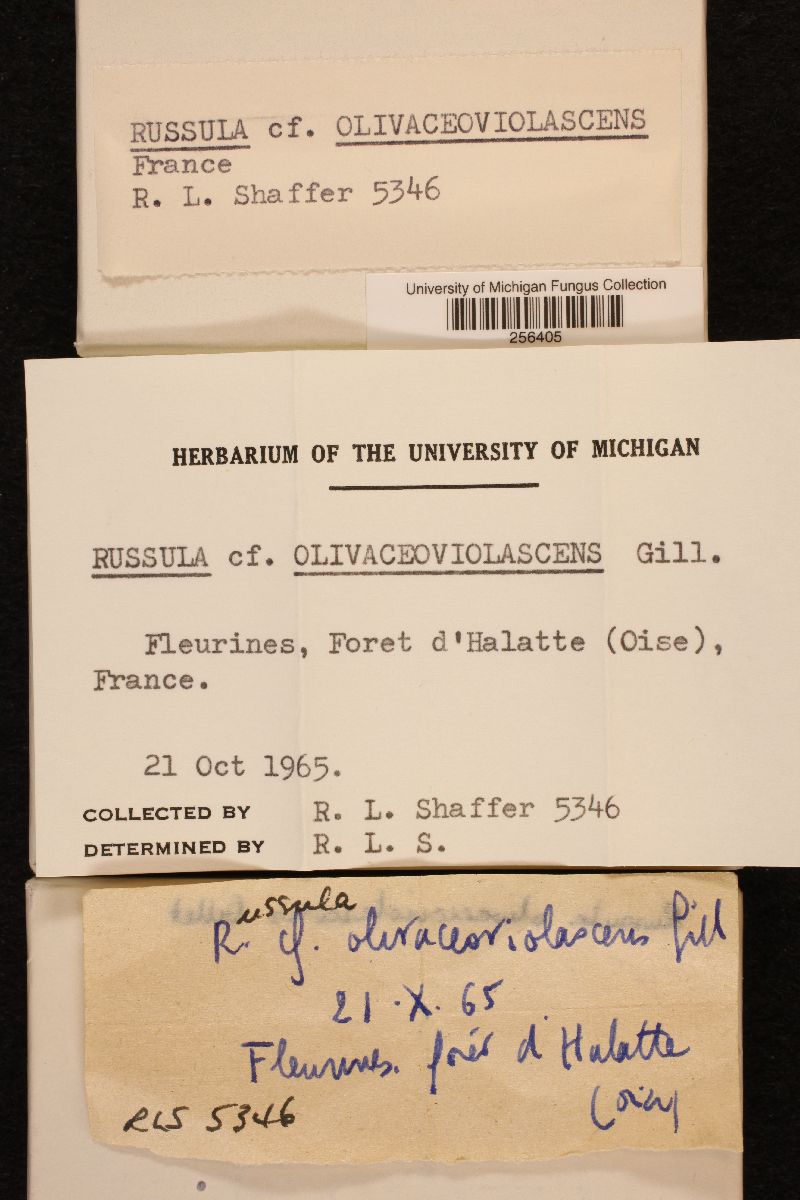 RUSSULA cf. OLIVACEOVIOLASCENS
France
R. L. Shaffer 5346
University of Michigan Fungus Collection
256405
HERBARIUM OF THE UNIVERSITY OF MICHIGAN
RUSSULA cf. OLIVACEOVIOLASCENS Gill.
Fleurines, Foret d'Halatte (Oise),
France.
21 Oct 1965.
COLLECTED BY R. L. Shaffer 5346
DETERMINED BY R. L. S.
ussula
R. cf. olivaceoviolascens Gill
21.X.65
Fleurines. forêt d'Halatte
(Oise)
RLS 5346